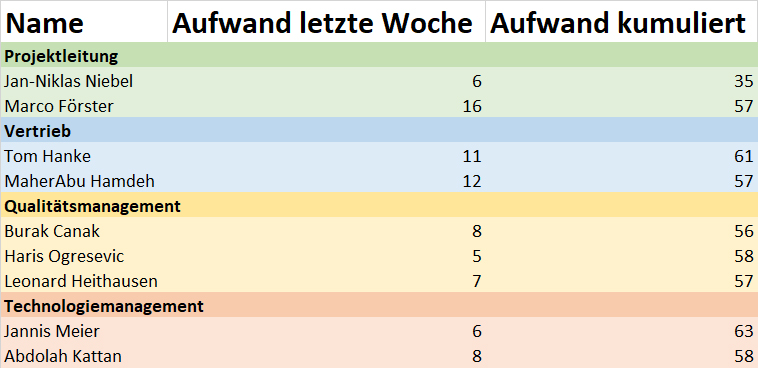 Name Aufwand letzte Woche Aufwand kumuliert
Projektleitung
Jan-Niklas Niebel 6 35
Marco Förster 16 57
Vertrieb
Tom Hanke 11 61
MaherAbu Hamdeh 12 57
Qualitätsmanagement
Burak Canak 8 56
Haris Ogresevic 5 58
Leonard Heithausen 7 57
Technologiemanagement
Jannis Meier 6 63
Abdolah Kattan 8 58